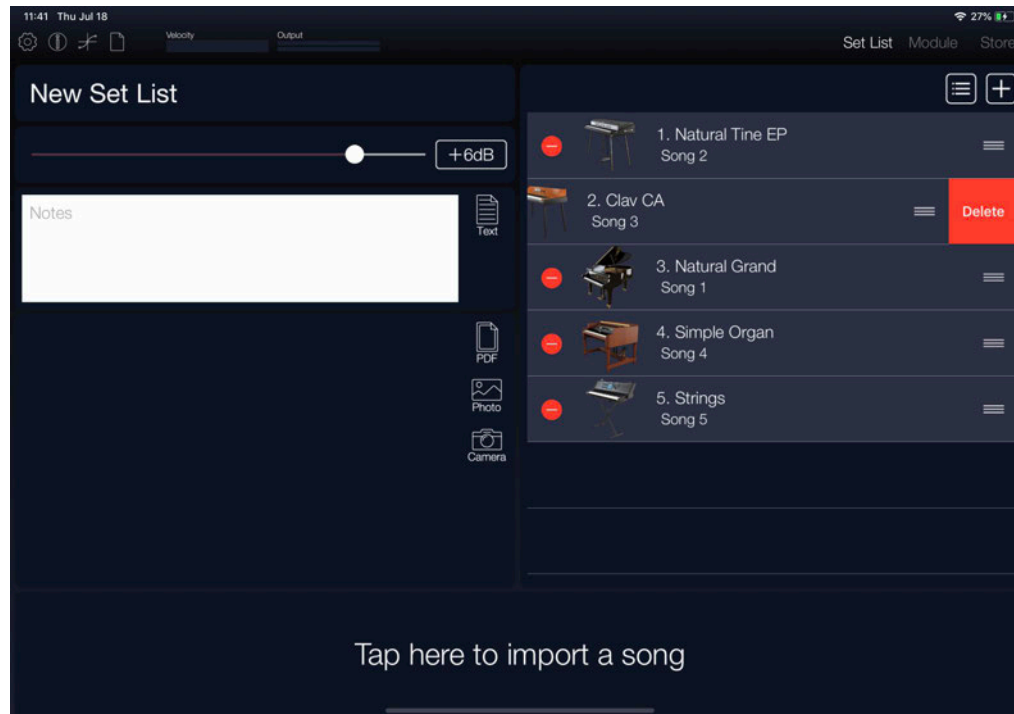 11:41 Thu Jul 18
27%
Velocity
Output
Set List Module Store
New Set List
+6dB
Notes
Text
PDF
Photo
Camera
1. Natural Tine EP
Song 2
2. Clav CA
Song 3
Delete
3. Natural Grand
Song 1
4. Simple Organ
Song 4
5. Strings
Song 5
Tap here to import a song